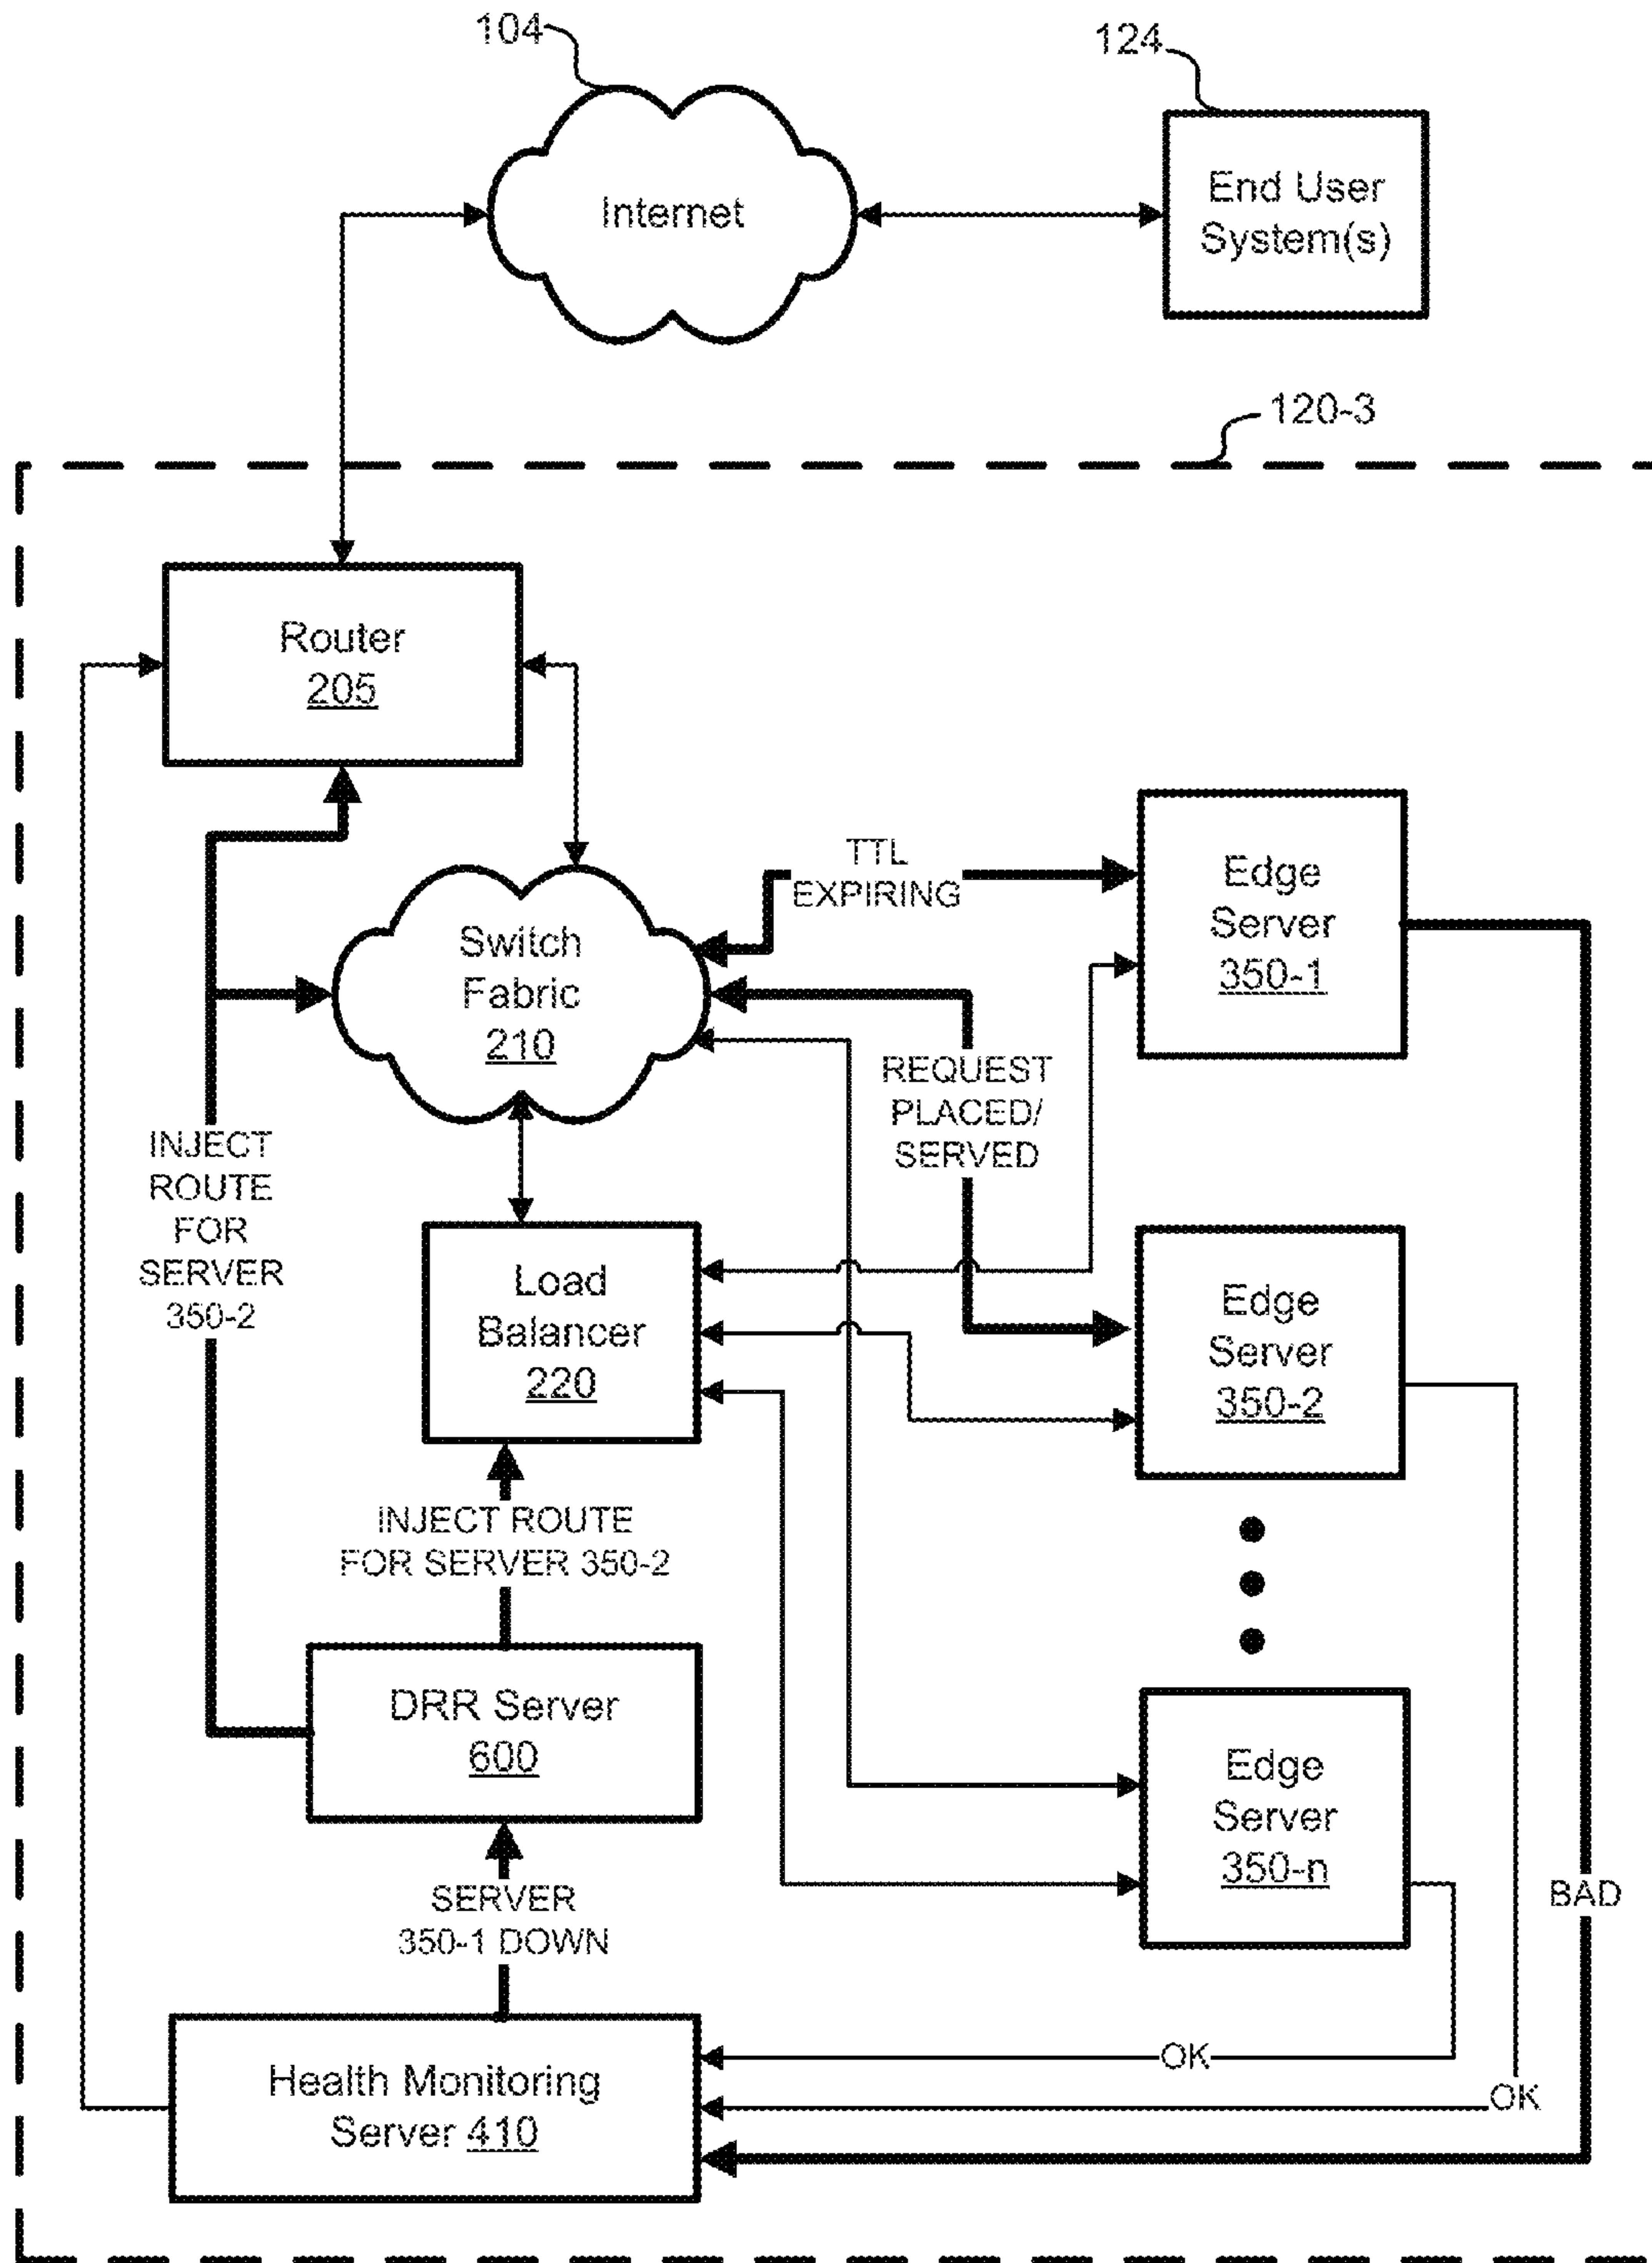 104
124
Internet
End User
System(s)
120-3
Router
205
TTL
EXPIRING
Edge
Server
350-1
Switch
Fabric
210
REQUEST
PLACED/
SERVED
INJECT
ROUTE
FOR
SERVER
350-2
Load
Balancer
220
Edge
Server
350-2
INJECT ROUTE
FOR SERVER 350-2
DRR Server
600
Edge
Server
350-n
BAD
SERVER
350-1 DOWN
OK
OK
Health Monitoring
Server 410